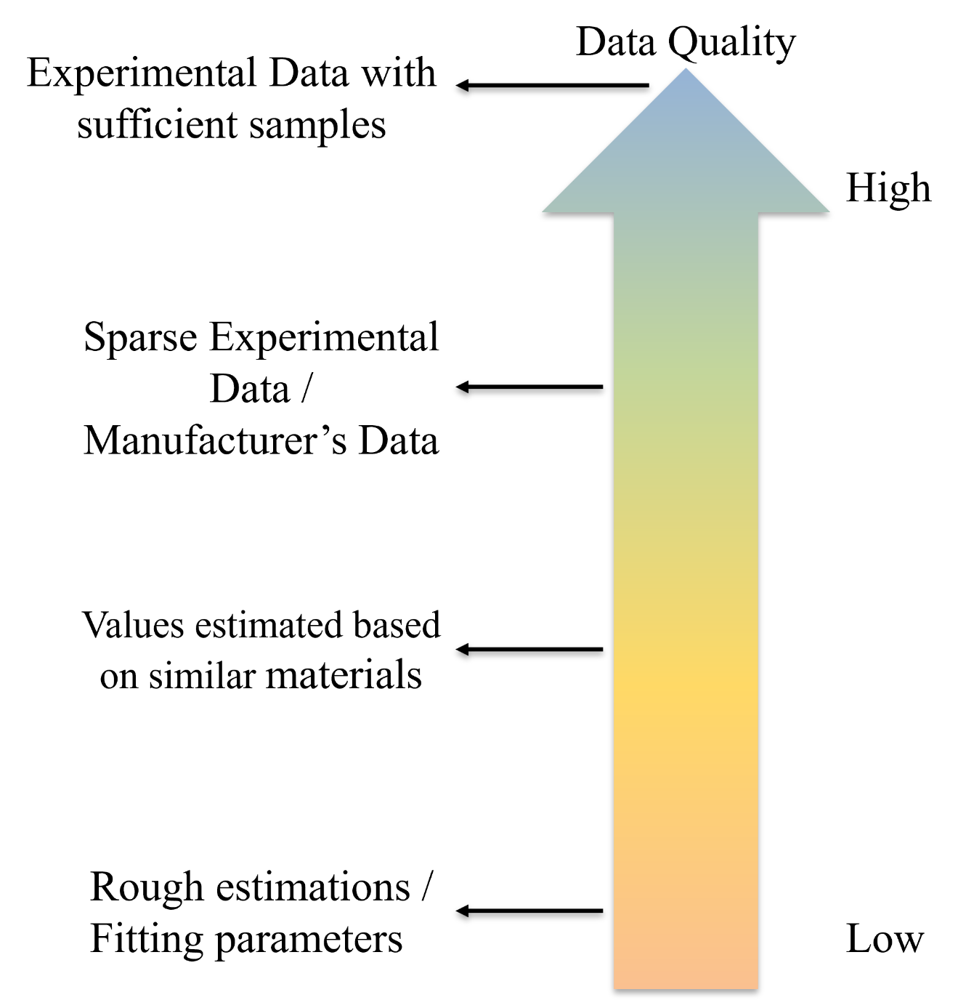 Data Quality
Experimental Data with
sufficient samples
High
Sparse Experimental
Data /
Manufacturer’s Data
Values estimated based
on similar materials
Rough estimations /
Fitting parameters
Low